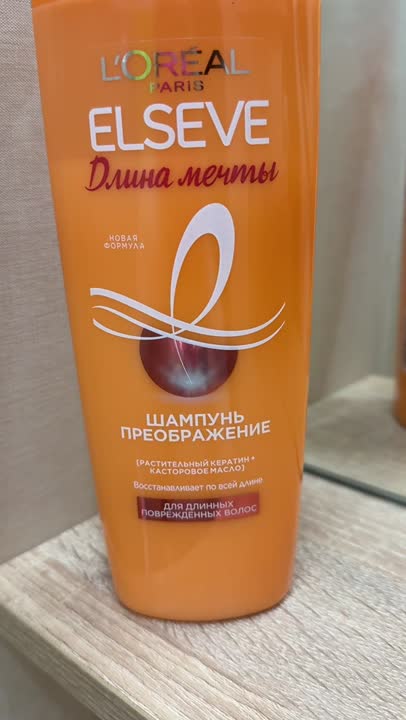 L'ORÉAL
PARIS
ELSEVE
Длина мечты
НОВАЯ
ФОРМУЛА
ШАМПУНЬ
ПРЕОБРАЖЕНИЕ
[РАСТИТЕЛЬНЫЙ КЕРАТИН +
КАСТОРОВОЕ МАСЛО]
Восстанавливает по всей длине
ДЛЯ ДЛИННЫХ
ПОВРЕЖДЕННЫХ ВОЛОС